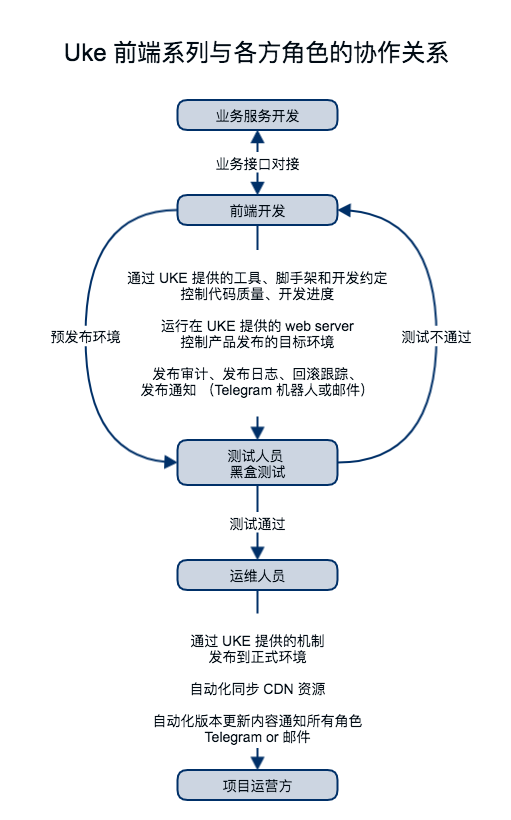 Uke 前端系列与各方角色的协作关系
业务服务开发
业务接口对接
前端开发
通过 UKE 提供的工具、脚手架和开发约定
控制代码质量、开发进度
运行在 UKE 提供的 web server
控制产品发布的目标环境
预发布环境
测试不通过
发布审计、发布日志、回滚跟踪、
发布通知 （Telegram 机器人或邮件）
测试人员
黑盒测试
测试通过
运维人员
通过 UKE 提供的机制
发布到正式环境
自动化同步 CDN 资源
自动化版本更新内容通知所有角色
Telegram or 邮件
项目运营方